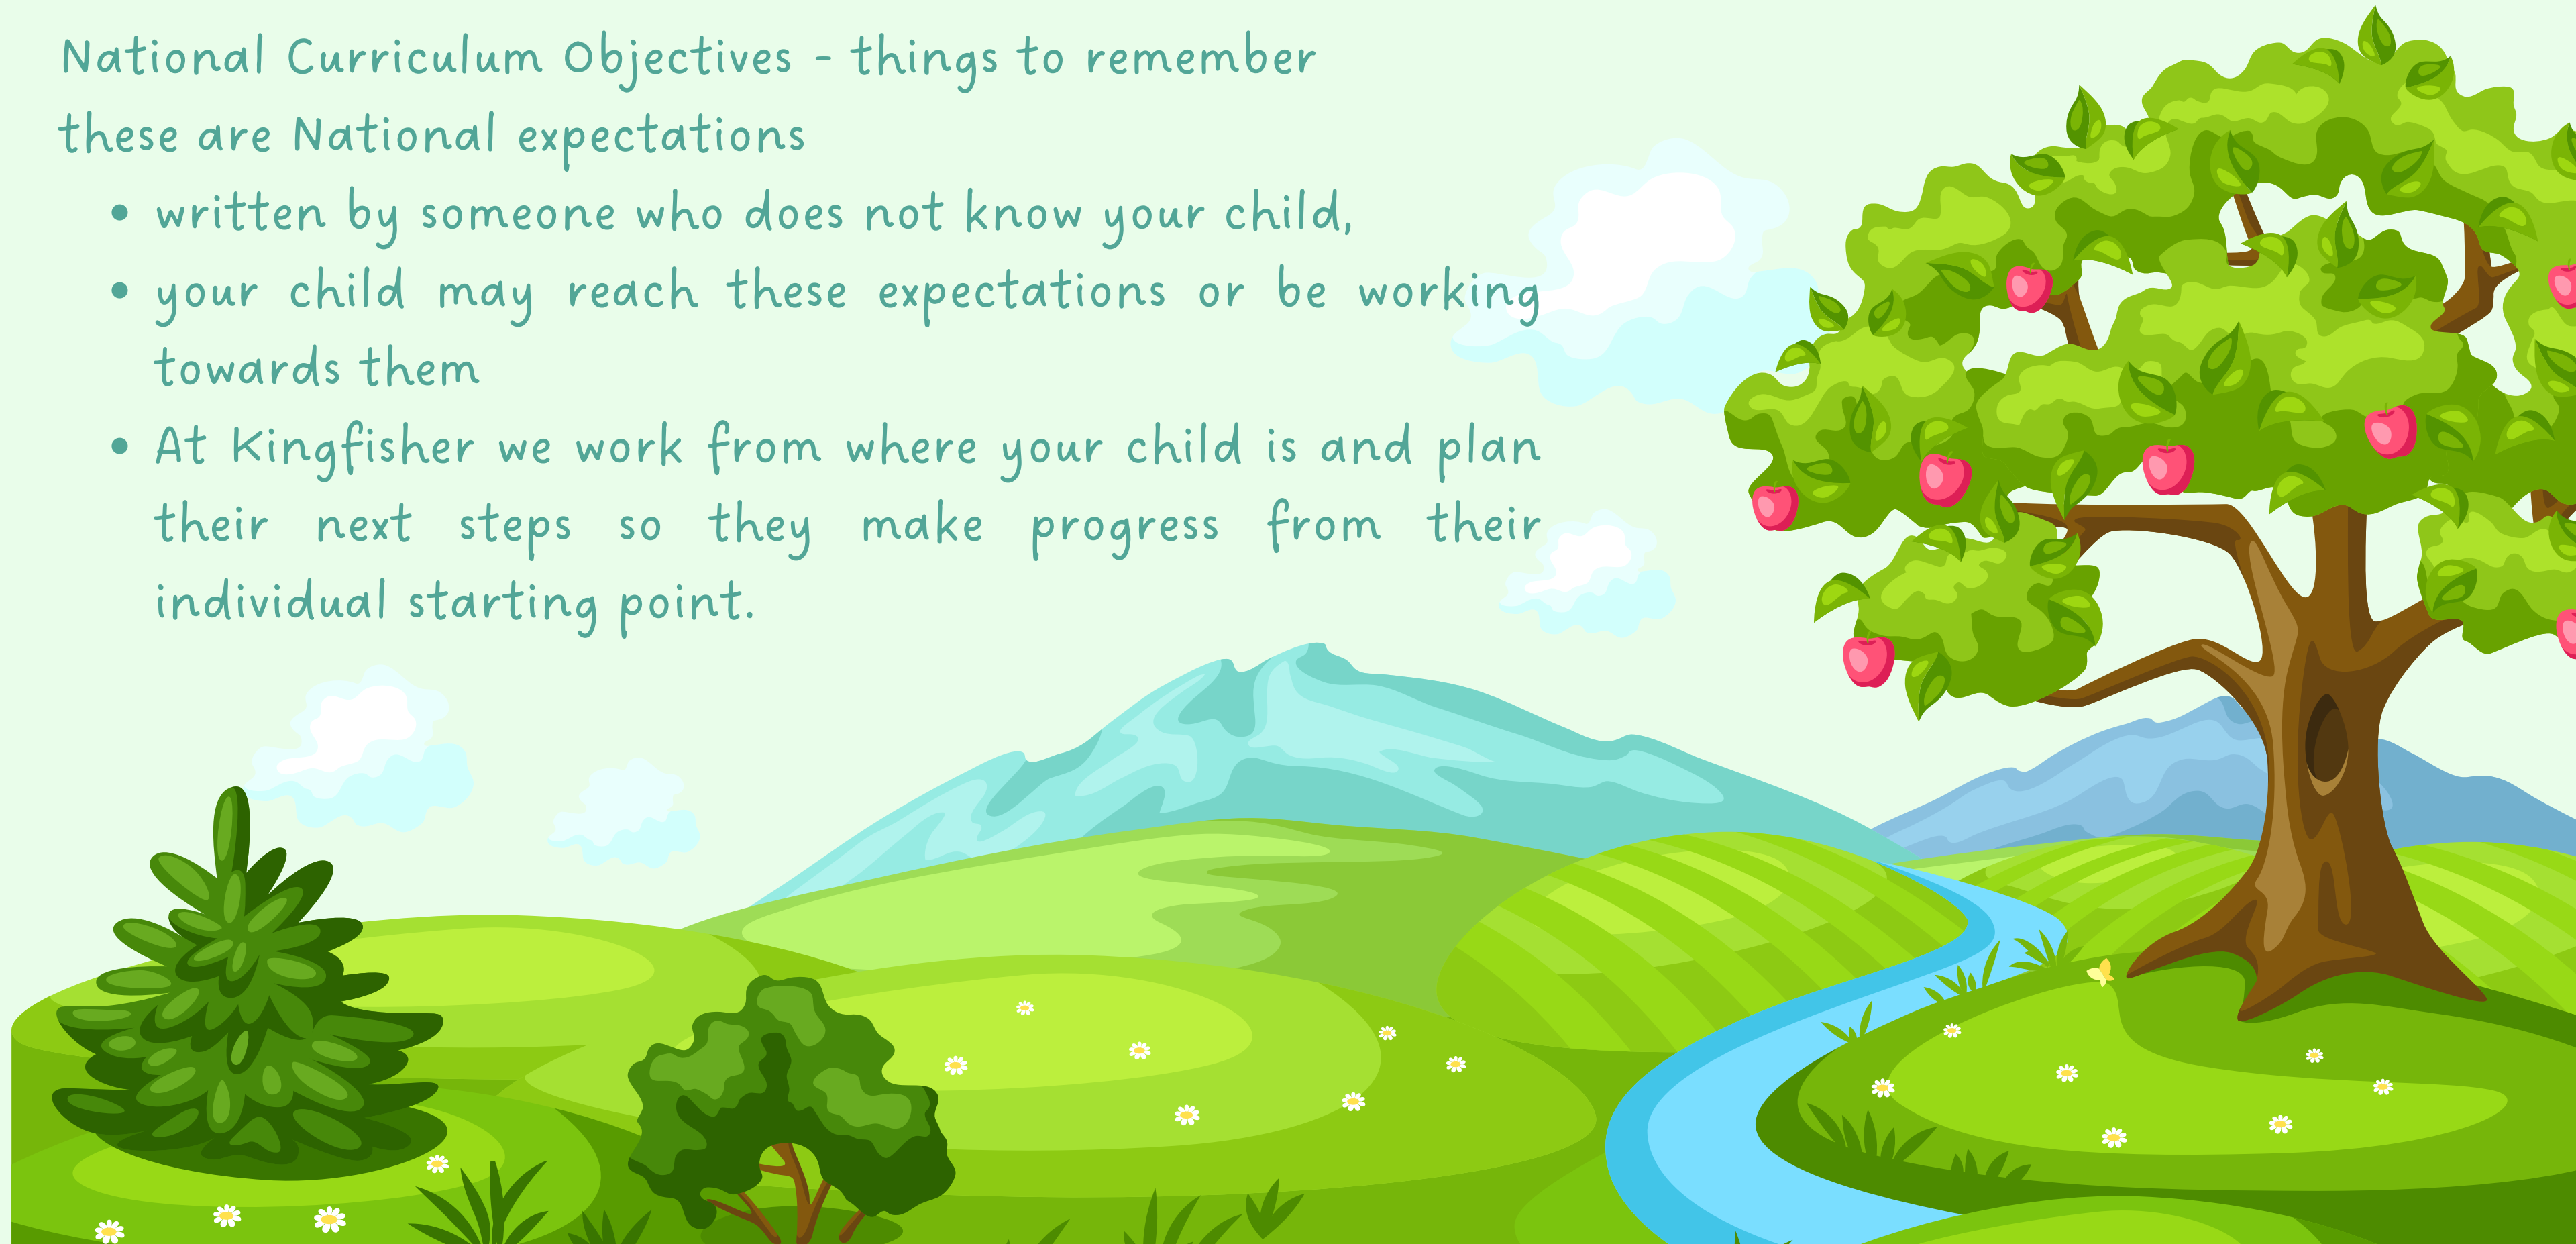 National Curriculum Objectives - things to remember
these are National expectations
• written by someone who does not know your child,
• your child may reach these expectations or be working
towards them
• At Kingfisher we work from where your child is and plan
their next steps so they make progress from their
individual starting point.